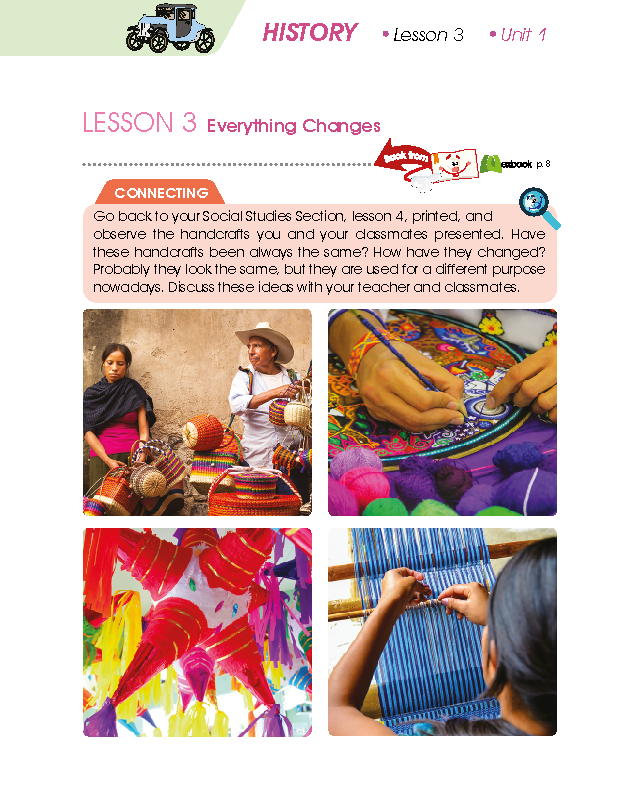 HISTORY • Lesson 3 • Unit 1
LESSON 3 Everything Changes
back from
p. 8
CONNECTING
Go back to your Social Studies Section, lesson 4, printed, and
observe the handcrafts you and your classmates presented. Have
these handcrafts been always the same? How have they changed?
Probably they look the same, but they are used for a different purpose
nowadays. Discuss these ideas with your teacher and classmates.